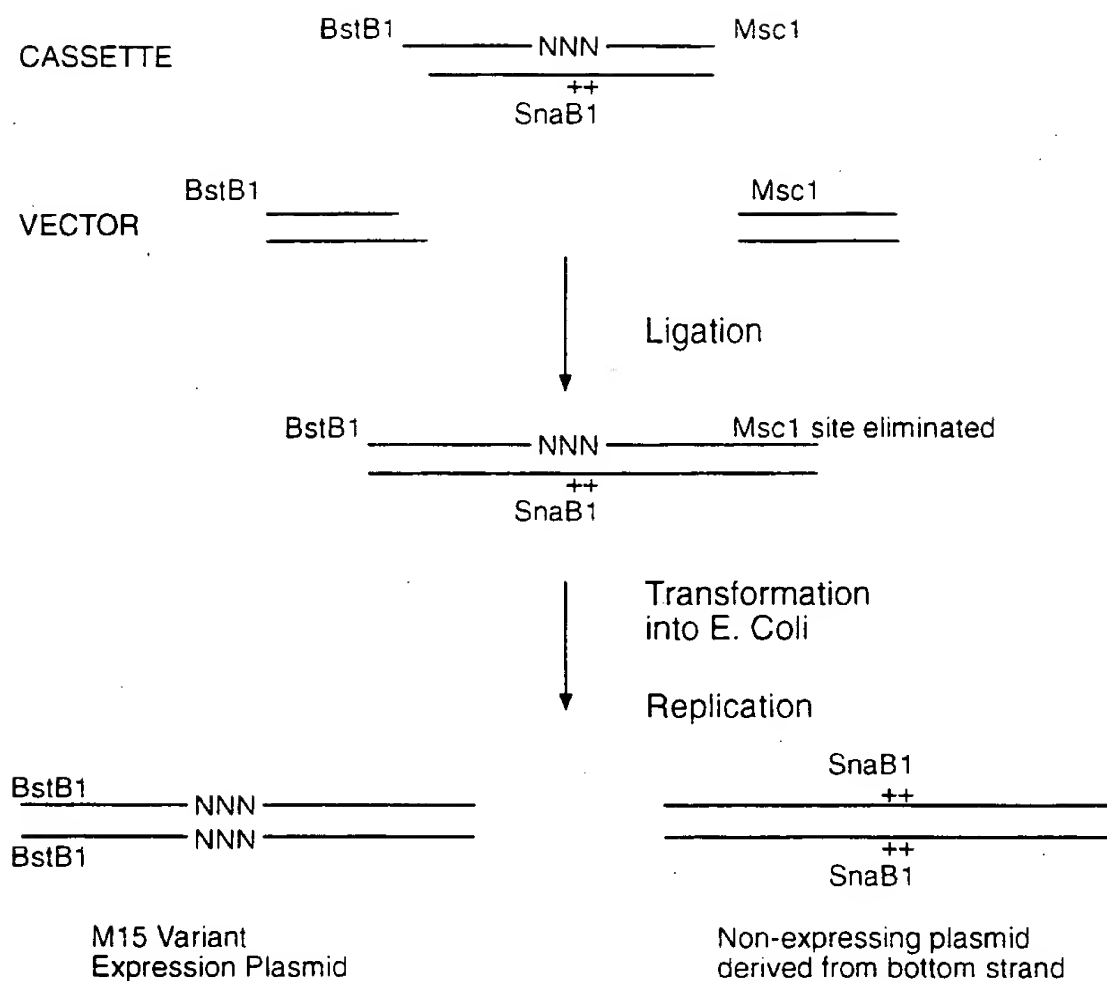 BstB1
Msc1
CASSETTE
NNN
++
SnaB1
BstB1
Msc1
VECTOR
Ligation
BstB1
Msc1 site eliminated
NNN
++
SnaB1
Transformation
into E. Coli
Replication
BstB1
NNN
NNN
BstB1
SnaB1
++
++
SnaB1
M15 Variant
Expression Plasmid
Non-expressing plasmid
derived from bottom strand